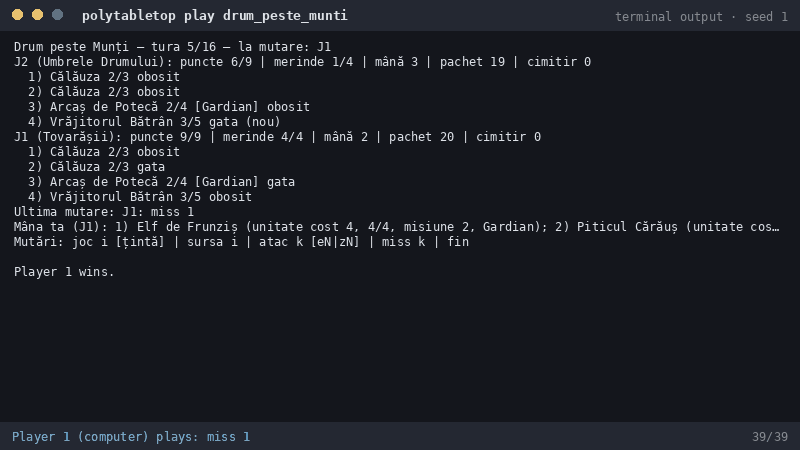 polytabletop play drum_peste_munti
terminal output · seed 1
Drum peste Munți — tura 5/16 — la mutare: J1
J2 (Umbrele Drumului): puncte 6/9 | merinde 1/4 | mână 3 | pachet 19 | cimitir 0
1) Călăuza 2/3 obosit
2) Călăuza 2/3 obosit
3) Arcaș de Potecă 2/4 [Gardian] obosit
4) Vrăjitorul Bătrân 3/5 gata (nou)
J1 (Tovarășii): puncte 9/9 | merinde 4/4 | mână 2 | pachet 20 | cimitir 0
1) Călăuza 2/3 obosit
2) Călăuza 2/3 gata
3) Arcaș de Potecă 2/4 [Gardian] gata
4) Vrăjitorul Bătrân 3/5 obosit
Ultima mutare: J1: miss 1
Mâna ta (J1): 1) Elf de Frunziș (unitate cost 4, 4/4, misiune 2, Gardian); 2) Piticul Cărăuș (unitate cos…
Mutări: joc i [țintă] | sursa i | atac k [eN|zN] | miss k | fin
Player 1 wins.
Player 1 (computer) plays: miss 1
39/39